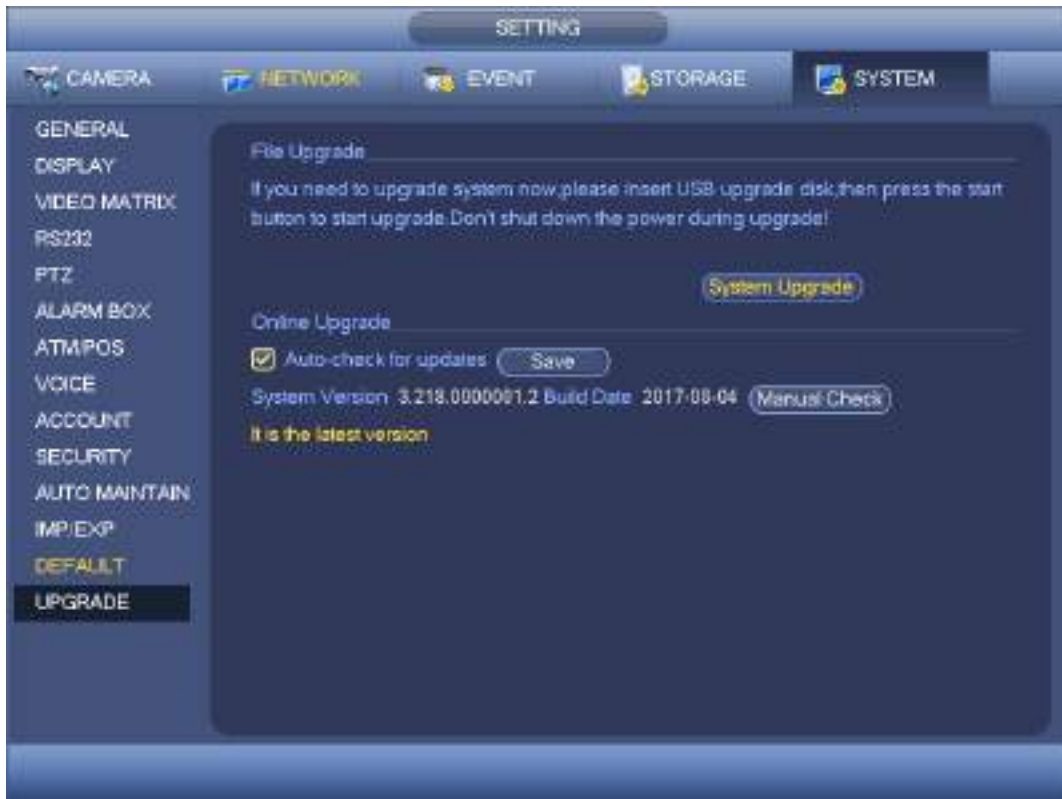 SETTING
CAMERA NETWORK EVENT STORAGE SYSTEM
GENERAL
DISPLAY
VIDEO MATRIX
RS232
PTZ
ALARM BOX
ATM/POS
VOICE
ACCOUNT
SECURITY
AUTO MAINTAIN
IMP/EXP
DEFAULT
UPGRADE
File Upgrade
If you need to upgrade system now,please insert USB upgrade disk,then press the start
button to start upgrade.Don't shut down the power during upgrade!
System Upgrade
Online Upgrade
Auto-check for updates Save
System Version 3.218.0000001.2 Build Date 2017-08-04 Manual Check
It is the latest version